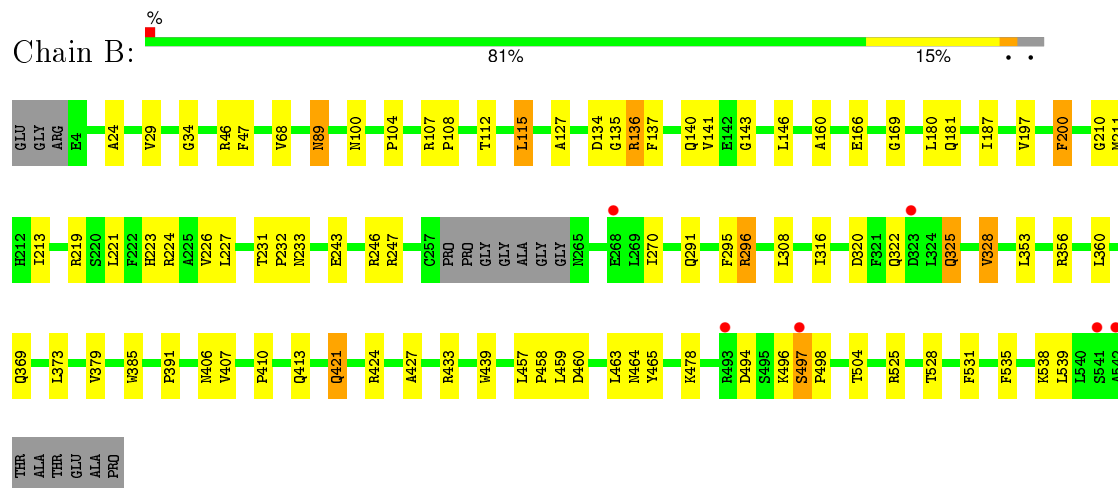 %
Chain B:
81% 15% • •
GLU GLY ARG E4 A24 V29 G34 R46 F47 V68 N89 N100 P104 R107 P108 T112 L115 A127 D134 G135 R136 F137 Q140 V141 E142 G143 L146 A160 E166 G169 L180 Q181 I187 V197 F200 G210 M211
H212 I213 R219 S220 L221 F222 H223 R224 A225 V226 L227 T231 P232 N233 E243 R246 R247 C257 PRO PRO GLY GLY ALA GLY GLY N265 E268 L269 I270 Q291 F295 R296 L308 I316 D320 F321 Q322 D323 L324 Q325 V328 L353 R356 L360
Q369 L373 V379 W385 P391 N406 V407 P410 Q413 Q421 R424 A427 R433 W439 L457 P458 L459 D460 L463 N464 Y465 K478 R493 D494 S495 K496 S497 P498 T504 R525 T528 F531 F535 K538 L539 L540 S541 A542
THR ALA THR GLU ALA PRO